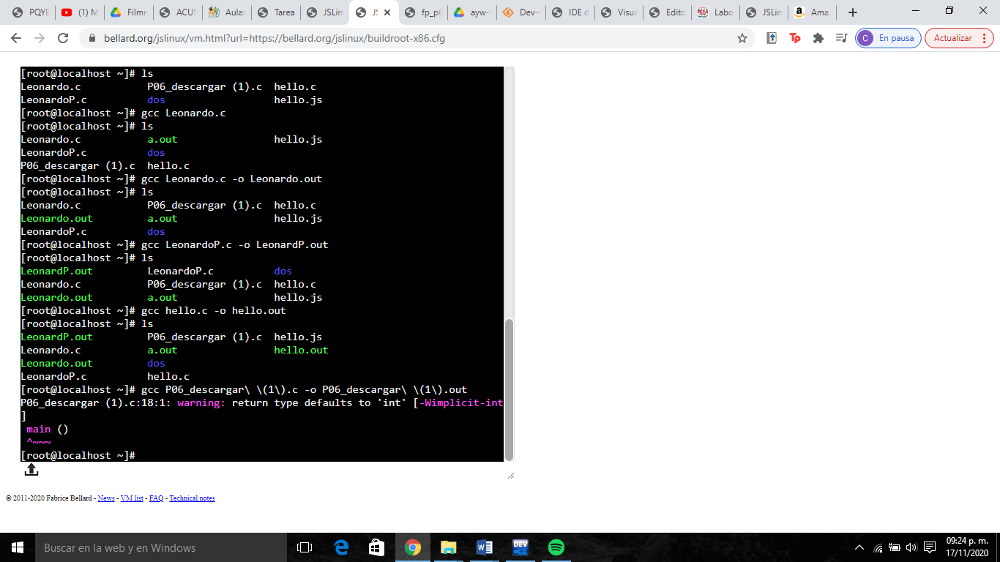 PQYE
(1) M
Filmr
ACUS
Aulas
Tarea
JSLin
JS
fp_p6
ayw-
Dev-
IDE d
Visua
Edito
Labo
JSLin
Ama
bellard.org/jslinux/vm.html?url=https://bellard.org/jslinux/buildroot-x86.cfg
Tp
C En pausa
Actualizar
[root@localhost ~]# ls
Leonardo.c P06_descargar (1).c hello.c
LeonardoP.c dos hello.js
[root@localhost ~]# gcc Leonardo.c
[root@localhost ~]# ls
Leonardo.c a.out hello.js
LeonardoP.c dos
P06_descargar (1).c hello.c
[root@localhost ~]# gcc Leonardo.c -o Leonardo.out
[root@localhost ~]# ls
Leonardo.c P06_descargar (1).c hello.c
Leonardo.out a.out hello.js
LeonardoP.c dos
[root@localhost ~]# gcc LeonardoP.c -o LeonardP.out
[root@localhost ~]# ls
LeonardP.out LeonardoP.c dos
Leonardo.c P06_descargar (1).c hello.c
Leonardo.out a.out hello.js
[root@localhost ~]# gcc hello.c -o hello.out
[root@localhost ~]# ls
LeonardP.out P06_descargar (1).c hello.js
Leonardo.c a.out hello.out
Leonardo.out dos
LeonardoP.c hello.c
[root@localhost ~]# gcc P06_descargar\ \(1\).c -o P06_descargar\ \(1\).out
P06_descargar (1).c:18:1: warning: return type defaults to 'int' [-Wimplicit-int
]
main ()
^~~~
[root@localhost ~]#
© 2011-2020 Fabrice Bellard - News - VM list - FAQ - Technical notes
Buscar en la web y en Windows
DEV
09:24 p. m.
17/11/2020